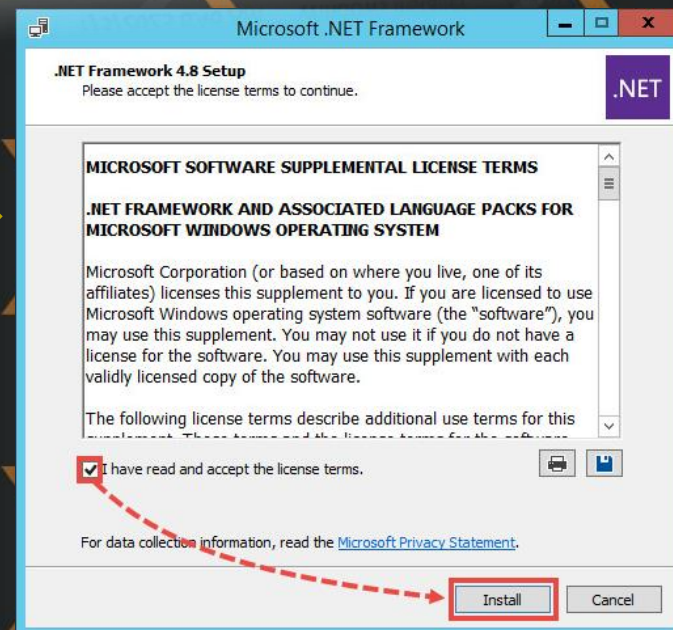 Microsoft .NET Framework
.NET Framework 4.8 Setup
Please accept the license terms to continue.
.NET
MICROSOFT SOFTWARE SUPPLEMENTAL LICENSE TERMS
.NET FRAMEWORK AND ASSOCIATED LANGUAGE PACKS FOR
MICROSOFT WINDOWS OPERATING SYSTEM
Microsoft Corporation (or based on where you live, one of its
affiliates) licenses this supplement to you. If you are licensed to use
Microsoft Windows operating system software (the “software”), you
may use this supplement. You may not use it if you do not have a
license for the software. You may use this supplement with each
validly licensed copy of the software.
The following license terms describe additional use terms for this
I have read and accept the license terms.
For data collection information, read the Microsoft Privacy Statement.
Install
Cancel